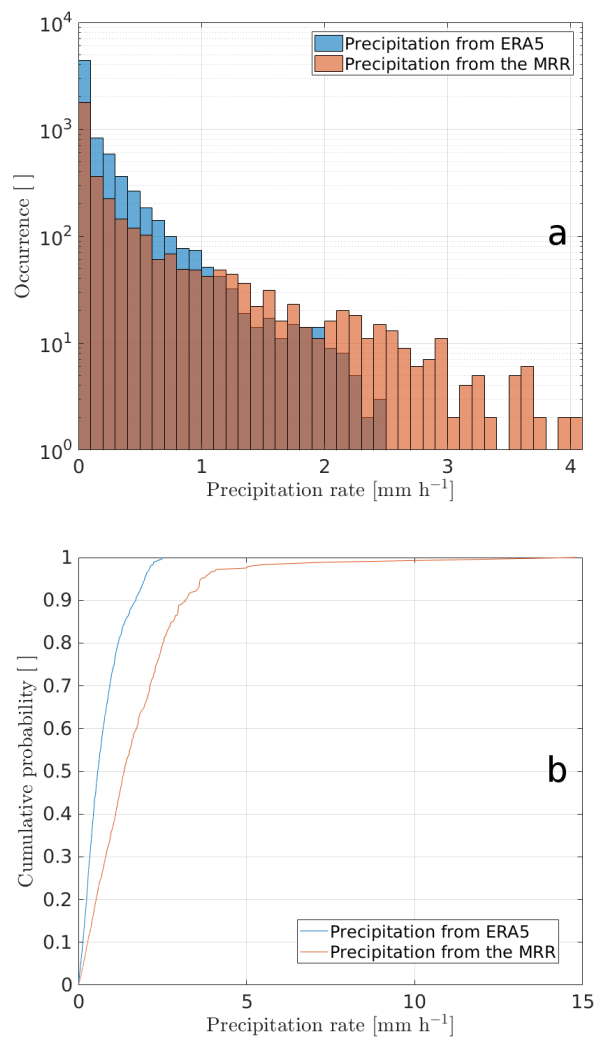 10^4
10^3
10^2
10^1
10^0
Occurrence [ ]
Precipitation from ERA5
Precipitation from the MRR
a
0 1 2 3 4
Precipitation rate [mm h^−1]
1
0.9
0.8
0.7
0.6
0.5
0.4
0.3
0.2
0.1
0
Cumulative probability [ ]
b
Precipitation from ERA5
Precipitation from the MRR
0 5 10 15
Precipitation rate [mm h^−1]